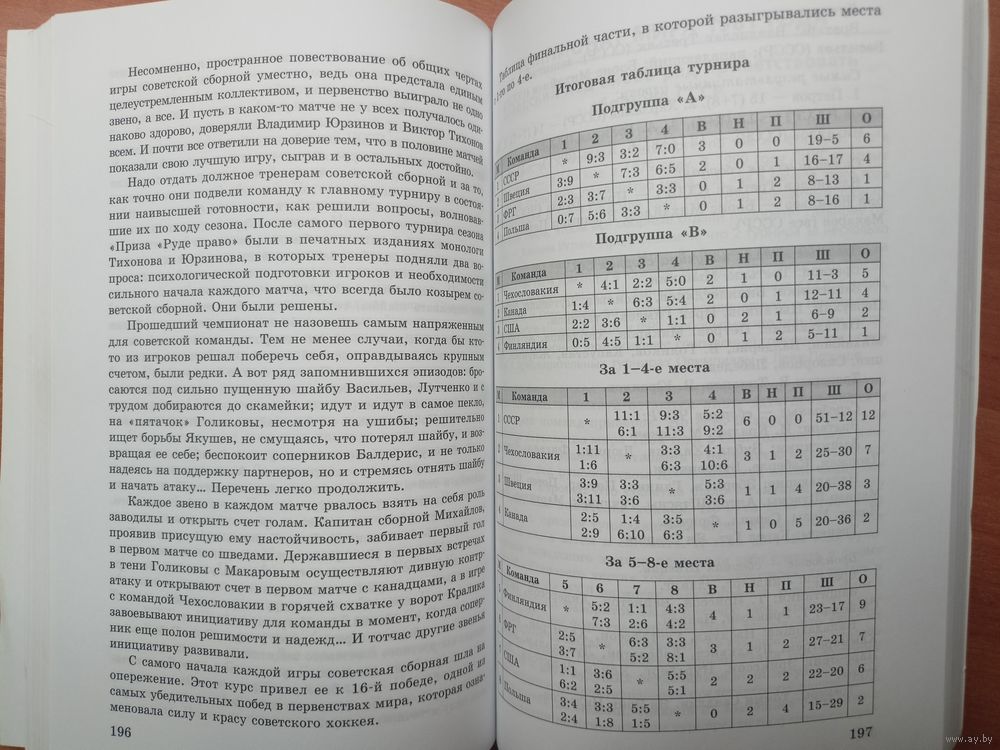 Несомненно, пространное повествование об общих чертах
игры советской сборной уместно, ведь она предстала единым
целеустремленным коллективом, и первенство выиграло не одно
звено, а все. И пусть в каком-то матче не у всех получалось оди-
наково здорово, доверяли Владимир Юрзинов и Виктор Тихонов
всем. И почти все ответили на доверие тем, что в половине матчей
показали свою лучшую игру, сыграв и в остальных достойно.
Надо отдать должное тренерам советской сборной и за то,
как точно они подвели команду к главному турниру в состоя-
нии наивысшей готовности, как решили вопросы, волновав-
шие их по ходу сезона. После самого первого турнира сезона
«Приза «Руде право» были в печатных изданиях монологи
Тихонова и Юрзинова, в которых тренеры подняли два во-
проса: психологической подготовки игроков и необходимости
сильного начала каждого матча, что всегда было козырем со-
ветской сборной. Они были решены.
Прошедший чемпионат не назовешь самым напряженным
для советской команды. Тем не менее случаи, когда бы кто-
то из игроков решал поберечь себя, оправдываясь крупным
счетом, были редки. А вот ряд запомнившихся эпизодов: бро-
саются под сильно пущенную шайбу Васильев, Лутченко и с
трудом добираются до скамейки; идут и идут в самое пекло,
на «пятачок» Голиковы, несмотря на ушибы; решительно
ищет борьбы Якушев, не смущаясь, что потерял шайбу, и воз-
вращая ее себе; беспокоит соперников Балдерис, и не только
надеясь на поддержку партнеров, но и стремясь отнять шайбу
и начать атаку... Перечень легко продолжить.
Каждое звено в каждом матче рвалось взять на себя роль
заводилы и открыть счет голам. Капитан сборной Михайлов,
проявив присущую ему настойчивость, забивает первый гол
в первом матче со шведами. Державшиеся в первых встречах
в тени Голиковы с Макаровым осуществляют дивную контр-
атаку и открывают счет в первом матче с канадцами, а в игре
с командой Чехословакии в горячей схватке у ворот Кралика
завоевывают инициативу для команды в момент, когда сопер-
ник еще полон решимости и надежд... И тотчас другие звенья
инициативу развивали.
С самого начала каждой игры советская сборная шла на
опережение. Этот курс привел ее к 16-й победе, одной из
самых убедительных побед в первенствах мира, которая озна-
меновала силу и красу советского хоккея.
196
Таблица финальной части, в которой разыгрывались места
с 1-го по 4-е.
Итоговая таблица турнира
Подгруппа «А»
М Команда 1 2 3 4 В Н П Ш О
1 СССР * 9:3 3:2 7:0 3 0 0 19–5 6
2 Швеция 3:9 * 7:3 6:5 2 0 1 16–17 4
3 ФРГ 2:3 3:7 * 3:3 0 1 2 8–13 1
4 Польша 0:7 5:6 3:3 * 0 1 2 8–16 1
Подгруппа «В»
М Команда 1 2 3 4 В Н П Ш О
1 Чехословакия * 4:1 2:2 5:0 2 1 0 11–3 5
2 Канада 1:4 * 6:3 5:4 2 0 1 12–11 4
3 США 2:2 3:6 * 1:1 0 2 1 6–9 2
4 Финляндия 0:5 4:5 1:1 * 0 1 2 5–11 1
За 1–4-е места
М Команда 1 2 3 4 В Н П Ш О
1 СССР * 11:1 9:3 5:2 6 0 0 51–12 12
6:1 11:3 9:2
2 Чехословакия 1:11 * 3:3 4:1 3 1 2 25–30 7
1:6 6:3 10:6
3 Швеция 3:9 3:3 * 5:3 1 1 4 20–38 3
3:11 3:6 3:6
4 Канада 2:5 1:4 3:5 * 1 0 5 20–36 2
2:9 6:10 6:3
За 5–8-е места
М Команда 5 6 7 8 В Н П Ш О
Финляндия * 5:2 1:1 4:3 4 1 1 23–17 9
7:3 2:6 4:2
6 ФРГ 2:5 * 6:3 3:3 3 1 2 27–21 7
3:7 5:2 8:1
7 США 1:1 3:6 * 5:5 2 2 2 22–20 6
6:2 2:5 5:1
8 Польша 3:4 3:3 5:5 * 0 2 4 15–29 2
2:4 1:8 1:5
197
www.ay.by